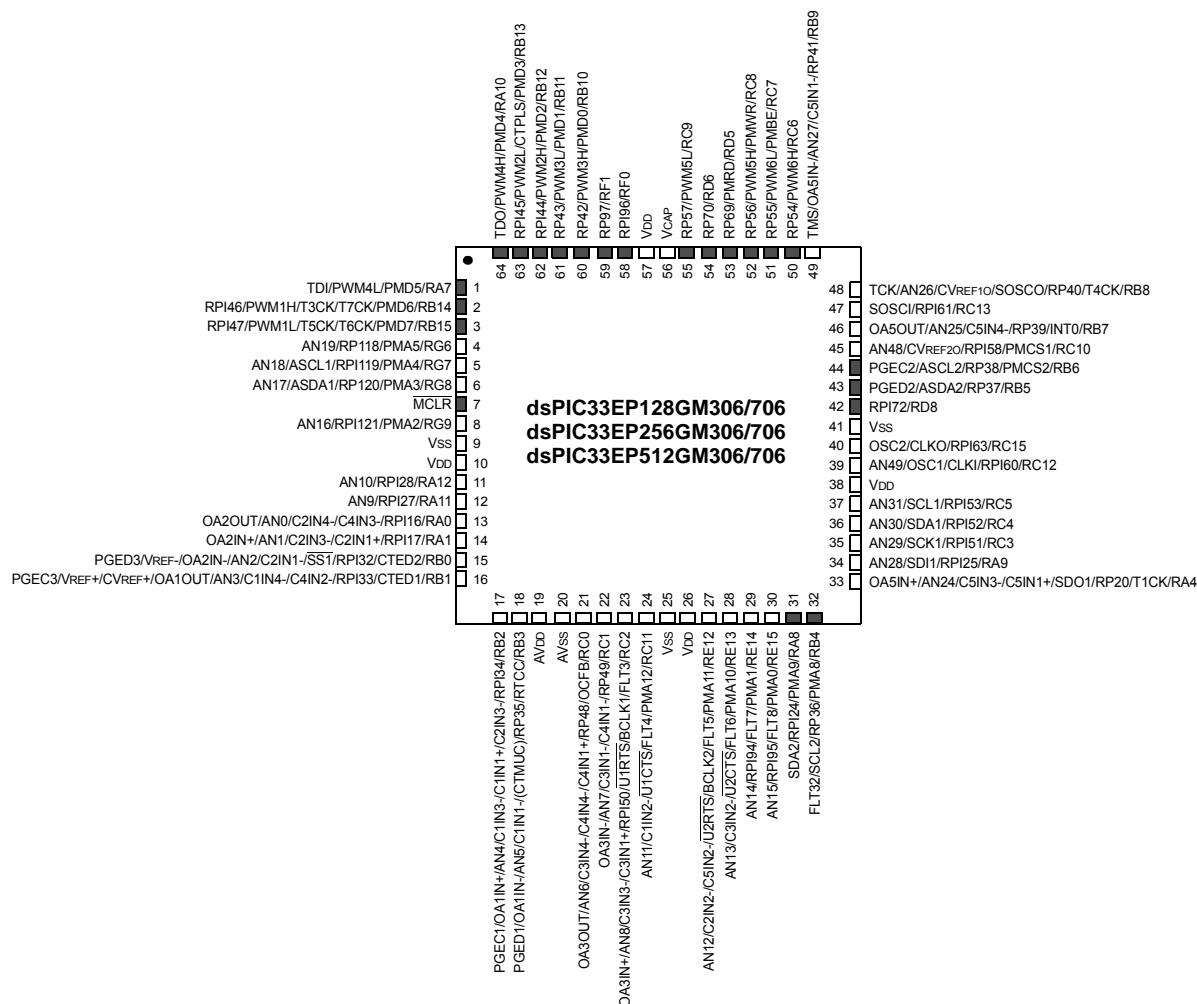 TDO/PWM4H/PMD4/RA10
RPI45/PWM2L/CTPLS/PMD3/RB13
RPI44/PWM2H/PMD2/RB12
RP43/PWM3L/PMD1/RB11
RP42/PWM3H/PMD0/RB10
RP97/RF1
RPI96/RF0
VDD
VCAP
RP57/PWM5L/RC9
RP70/RD6
RP69/PMRD/RD5
RP56/PWM5H/PMWR/RC8
RP55/PWM6L/PMBE/RC7
RP54/PWM6H/RC6
TMS/OA5IN-/AN27/C5IN1-/RP41/RB9
64 63 62 61 60 59 58 57 56 55 54 53 52 51 50 49
TDI/PWM4L/PMD5/RA7 1
RPI46/PWM1H/T3CK/T7CK/PMD6/RB14 2
RPI47/PWM1L/T5CK/T6CK/PMD7/RB15 3
AN19/RP118/PMA5/RG6 4
AN18/ASCL1/RPI119/PMA4/RG7 5
AN17/ASDA1/RP120/PMA3/RG8 6
MCLR 7
AN16/RPI121/PMA2/RG9 8
VSS 9
VDD 10
AN10/RPI28/RA12 11
AN9/RPI27/RA11 12
OA2OUT/AN0/C2IN4-/C4IN3-/RPI16/RA0 13
OA2IN+/AN1/C2IN3-/C2IN1+/RPI17/RA1 14
PGED3/VREF-/OA2IN-/AN2/C2IN1-/SS1/RPI32/CTED2/RB0 15
PGEC3/VREF+/CVREF+/OA1OUT/AN3/C1IN4-/C4IN2-/RPI33/CTED1/RB1 16
dsPIC33EP128GM306/706
dsPIC33EP256GM306/706
dsPIC33EP512GM306/706
48 TCK/AN26/CVREF1O/SOSCO/RP40/T4CK/RB8
47 SOSCI/RPI61/RC13
46 OA5OUT/AN25/C5IN4-/RP39/INT0/RB7
45 AN48/CVREF2O/RPI58/PMCS1/RC10
44 PGEC2/ASCL2/RP38/PMCS2/RB6
43 PGED2/ASDA2/RP37/RB5
42 RPI72/RD8
41 VSS
40 OSC2/CLKO/RPI63/RC15
39 AN49/OSC1/CLKI/RPI60/RC12
38 VDD
37 AN31/SCL1/RPI53/RC5
36 AN30/SDA1/RPI52/RC4
35 AN29/SCK1/RPI51/RC3
34 AN28/SDI1/RPI25/RA9
33 OA5IN+/AN24/C5IN3-/C5IN1+/SDO1/RP20/T1CK/RA4
17 18 19 20 21 22 23 24 25 26 27 28 29 30 31 32
PGEC1/OA1IN+/AN4/C1IN3-/C1IN1+/C2IN3-/RPI34/RB2
PGED1/OA1IN-/AN5/C1IN1-/(CTMUC)/RP35/RTCC/RB3
AVDD
AVSS
OA3OUT/AN6/C3IN4-/C4IN4-/C4IN1+/RP48/OCFB/RC0
OA3IN-/AN7/C3IN1-/C4IN1-/RP49/RC1
OA3IN+/AN8/C3IN3-/C3IN1+/RPI50/U1RTS/BCLK1/FLT3/RC2
AN11/C1IN2-/U1CTS/FLT4/PMA12/RC11
VSS
VDD
AN12/C2IN2-/C5IN2-/U2RTS/BCLK2/FLT5/PMA11/RE12
AN13/C3IN2-/U2CTS/FLT6/PMA10/RE13
AN14/RPI94/FLT7/PMA1/RE14
AN15/RPI95/FLT8/PMA0/RE15
SDA2/RPI24/PMA9/RA8
FLT32/SCL2/RP36/PMA8/RB4